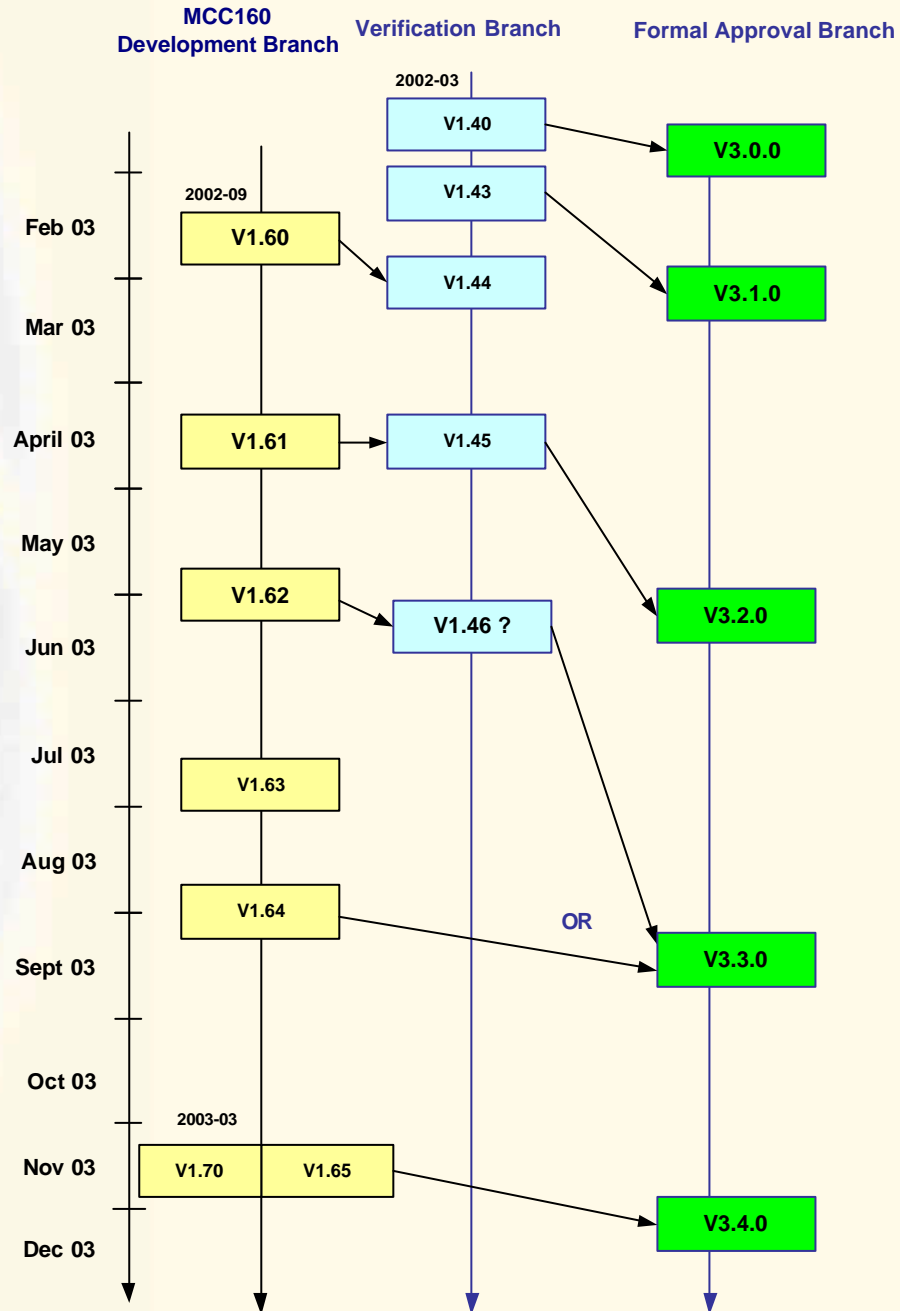 MCC160
Development Branch
Verification Branch
Formal Approval Branch
2002-03
V1.40
V3.0.0
V1.43
2002-09
Feb 03
V1.60
V1.44
V3.1.0
Mar 03
April 03
V1.61
V1.45
May 03
V1.62
V1.46 ?
V3.2.0
Jun 03
Jul 03
V1.63
Aug 03
V1.64
OR
Sept 03
V3.3.0
Oct 03
2003-03
Nov 03
V1.70
V1.65
V3.4.0
Dec 03